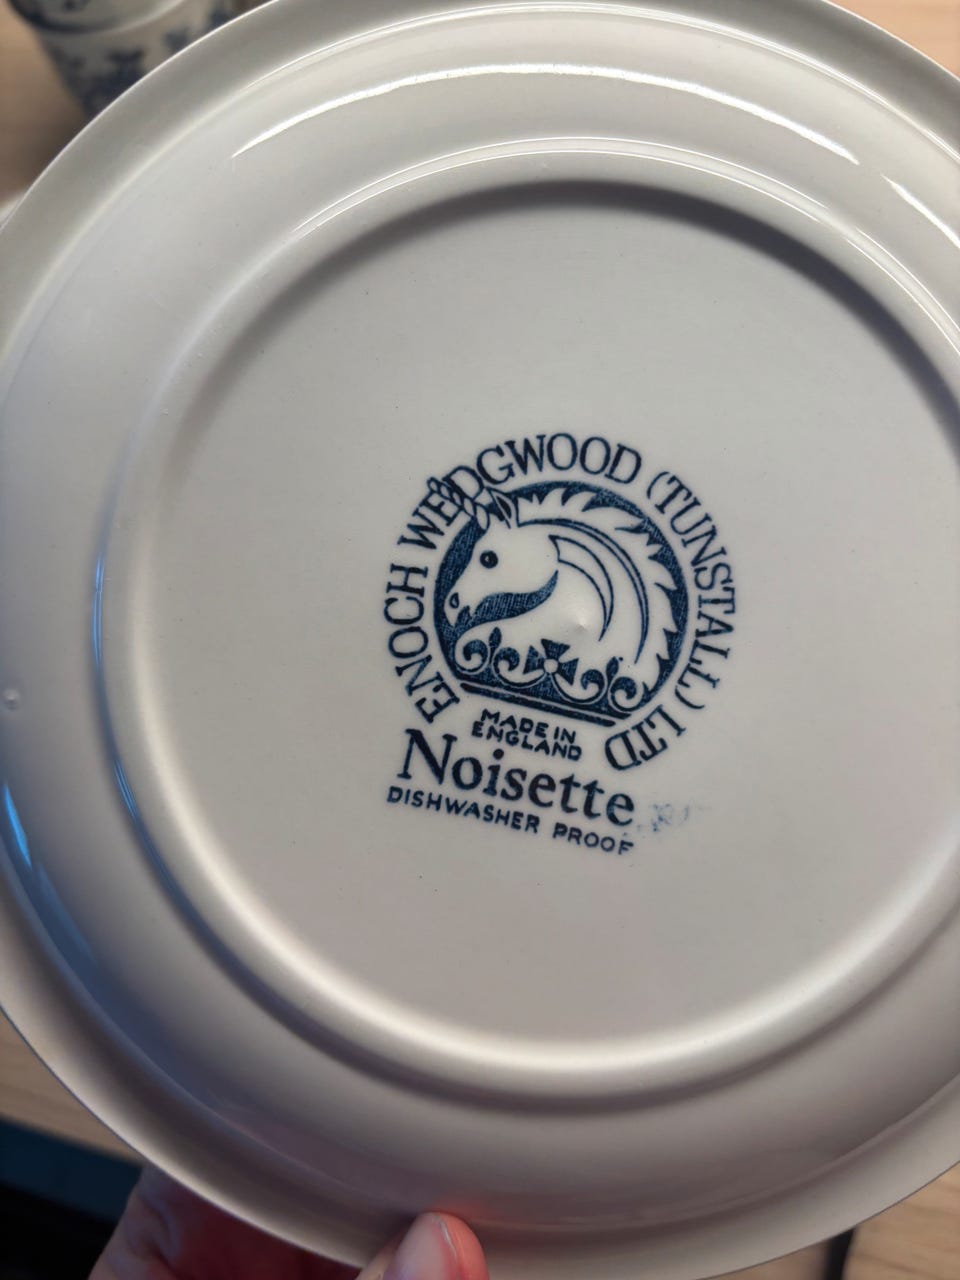 ENOCH WEDGWOOD (TUNSTALL) LTD
MADE IN
ENGLAND
Noisette
DISHWASHER PROOF